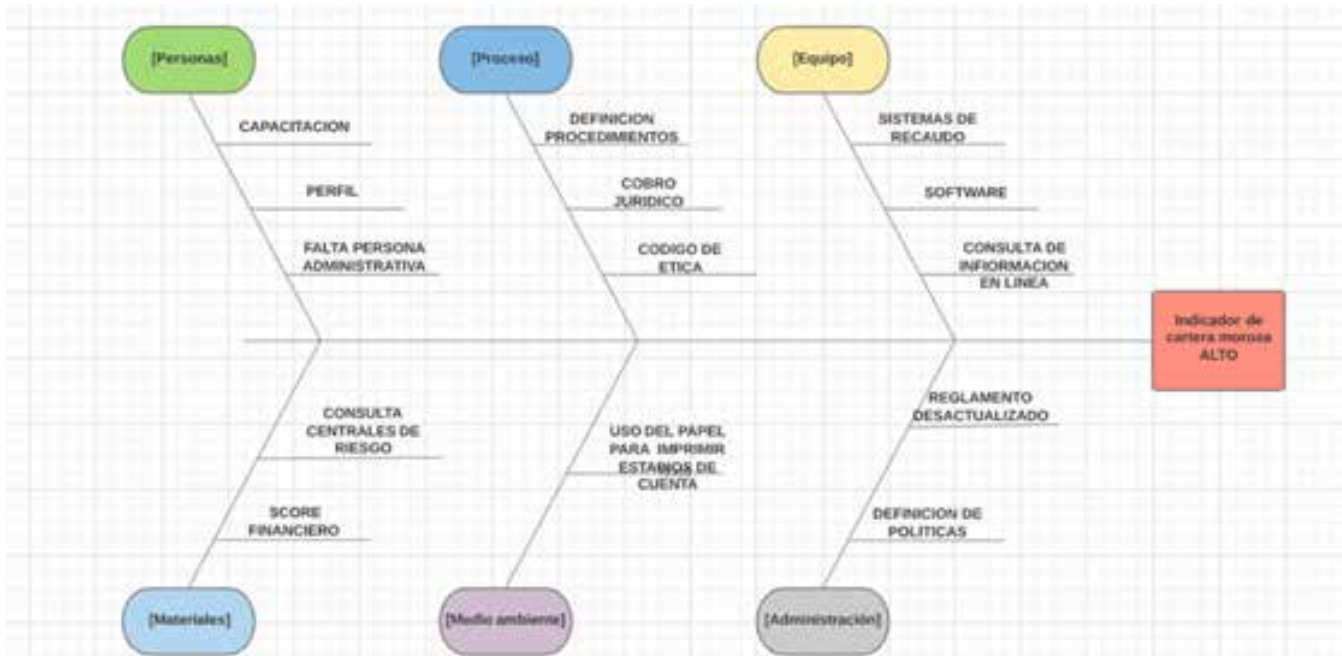 [Personas]
[Proceso]
[Equipo]
CAPACITACION
DEFINICION
PROCEDIMIENTOS
SISTEMAS DE
RECAUDO
PERFIL
COBRO
JURIDICO
SOFTWARE
FALTA PERSONA
ADMINISTRATIVA
CODIGO DE
ETICA
CONSULTA DE
INFIORMACION
EN LINEA
Indicador de
cartera morosa
ALTO
CONSULTA
CENTRALES DE
RIESGO
USO DEL PAPEL
PARA IMPRIMIR
DE
CUENTA
REGLAMENTO
DESACTUALIZADO
SCORE
FINANCIERO
DEFINICION DE
POLITICAS
[Materiales]
[Medio ambiente]
[Administración]